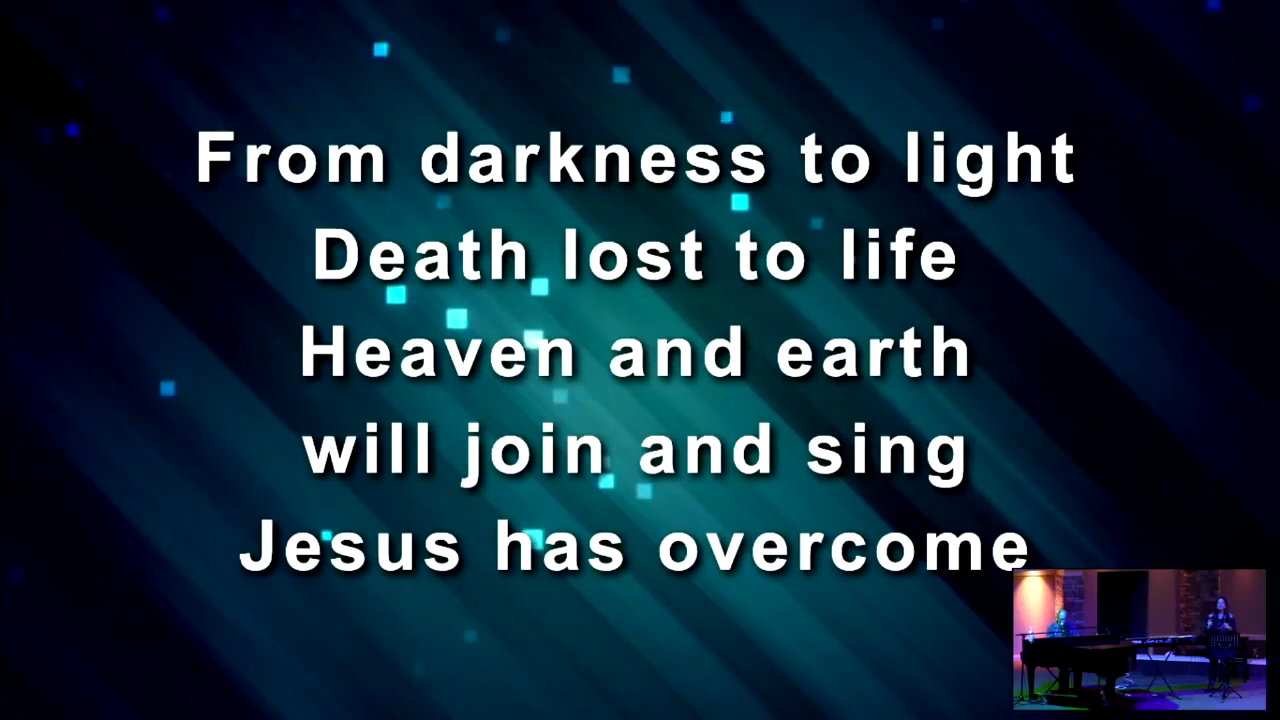 From darkness to light
Death lost to life
Heaven and earth
will join and sing
Jesus has overcome